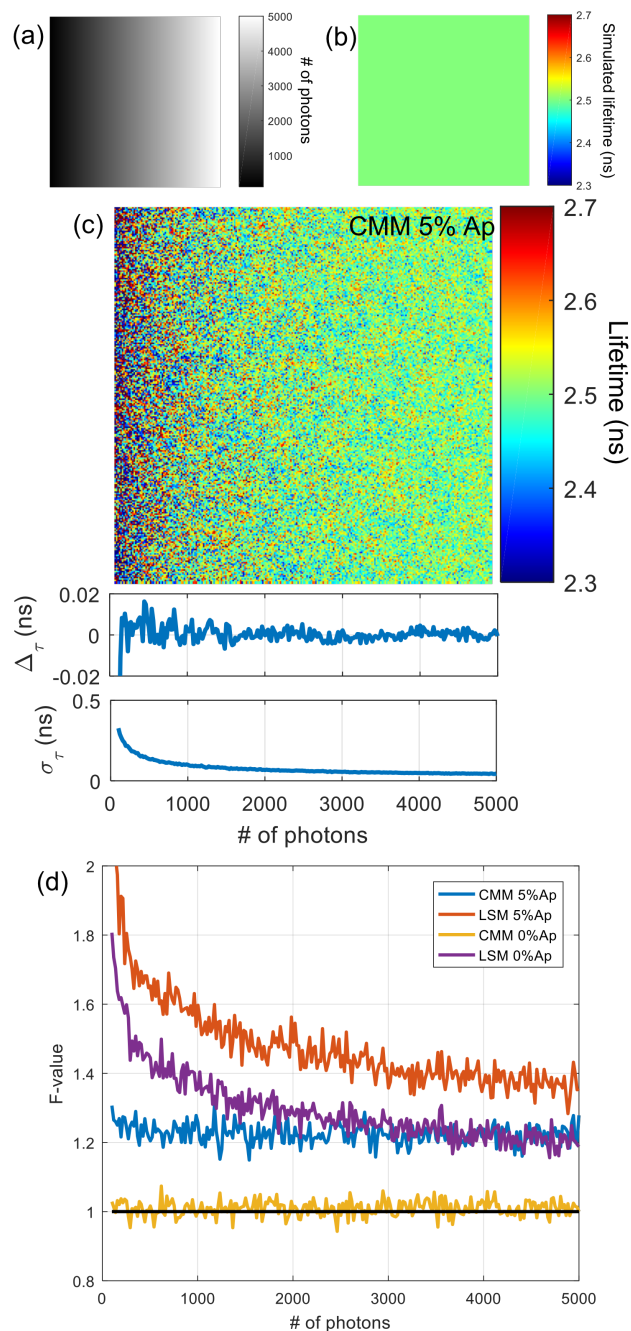 (a)
5000
4000
3000
2000
1000
# of photons
(b)
2.7
2.6
2.5
2.4
2.3
Simulated lifetime (ns)
(c)
CMM 5% Ap
2.7
2.6
2.5
2.4
2.3
Lifetime (ns)
0.02
0
-0.02
Δτ (ns)
0.5
0
στ (ns)
0 1000 2000 3000 4000 5000
# of photons
(d)
2
1.8
1.6
1.4
1.2
1
0.8
F-value
CMM 5%Ap
LSM 5%Ap
CMM 0%Ap
LSM 0%Ap
0 1000 2000 3000 4000 5000
# of photons